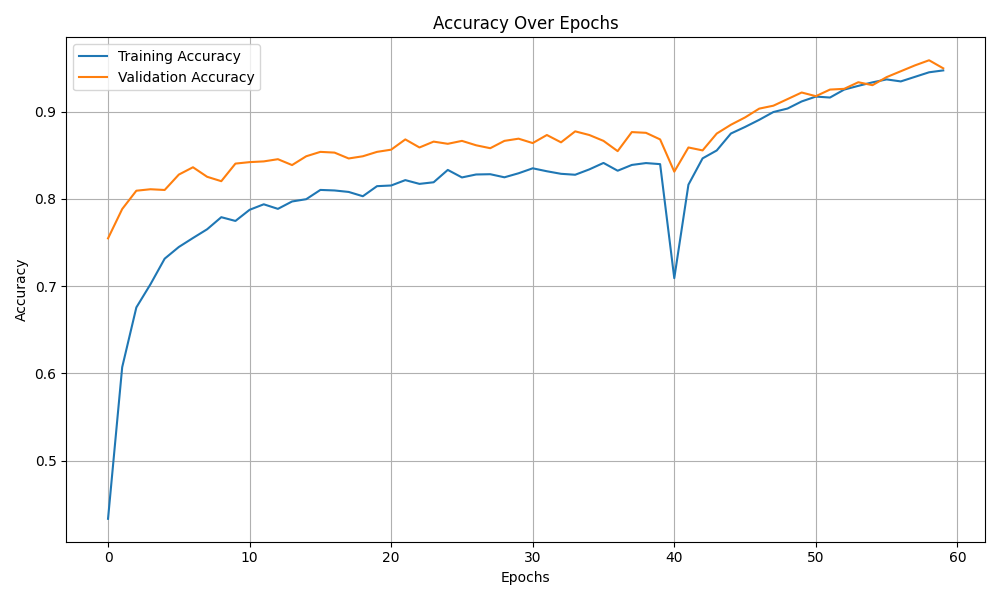 Accuracy Over Epochs
Training Accuracy
Validation Accuracy
Accuracy
0.9
0.8
0.7
0.6
0.5
0 10 20 30 40 50 60
Epochs